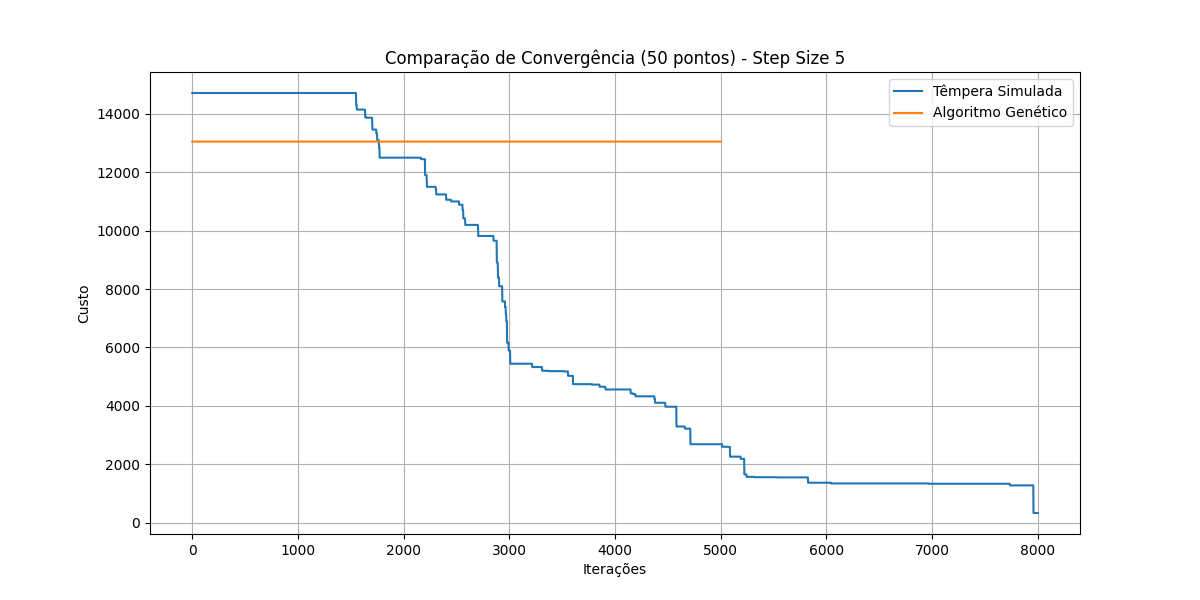 Comparação de Convergência (50 pontos) - Step Size 5
Têmpera Simulada
Algoritmo Genético
Custo
14000
12000
10000
8000
6000
4000
2000
0
0 1000 2000 3000 4000 5000 6000 7000 8000
Iterações